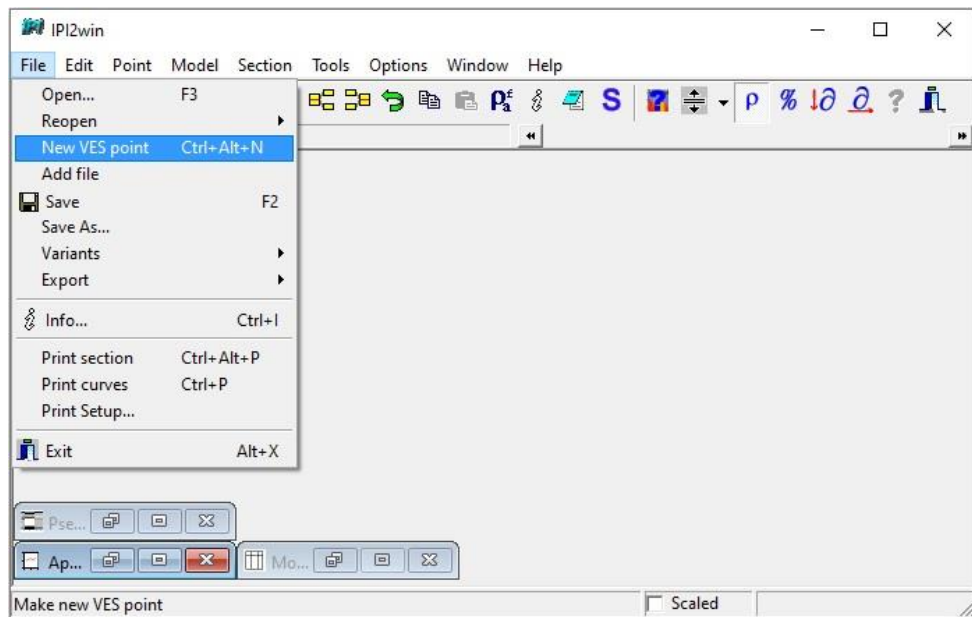 IPI2win
File Edit Point Model Section Tools Options Window Help
Open... F3
Reopen
New VES point Ctrl+Alt+N
Add file
Save F2
Save As...
Variants
Export
Info... Ctrl+I
Print section Ctrl+Alt+P
Print curves Ctrl+P
Print Setup...
Exit Alt+X
S ρ %
Pse...
Ap... Mo...
Make new VES point Scaled